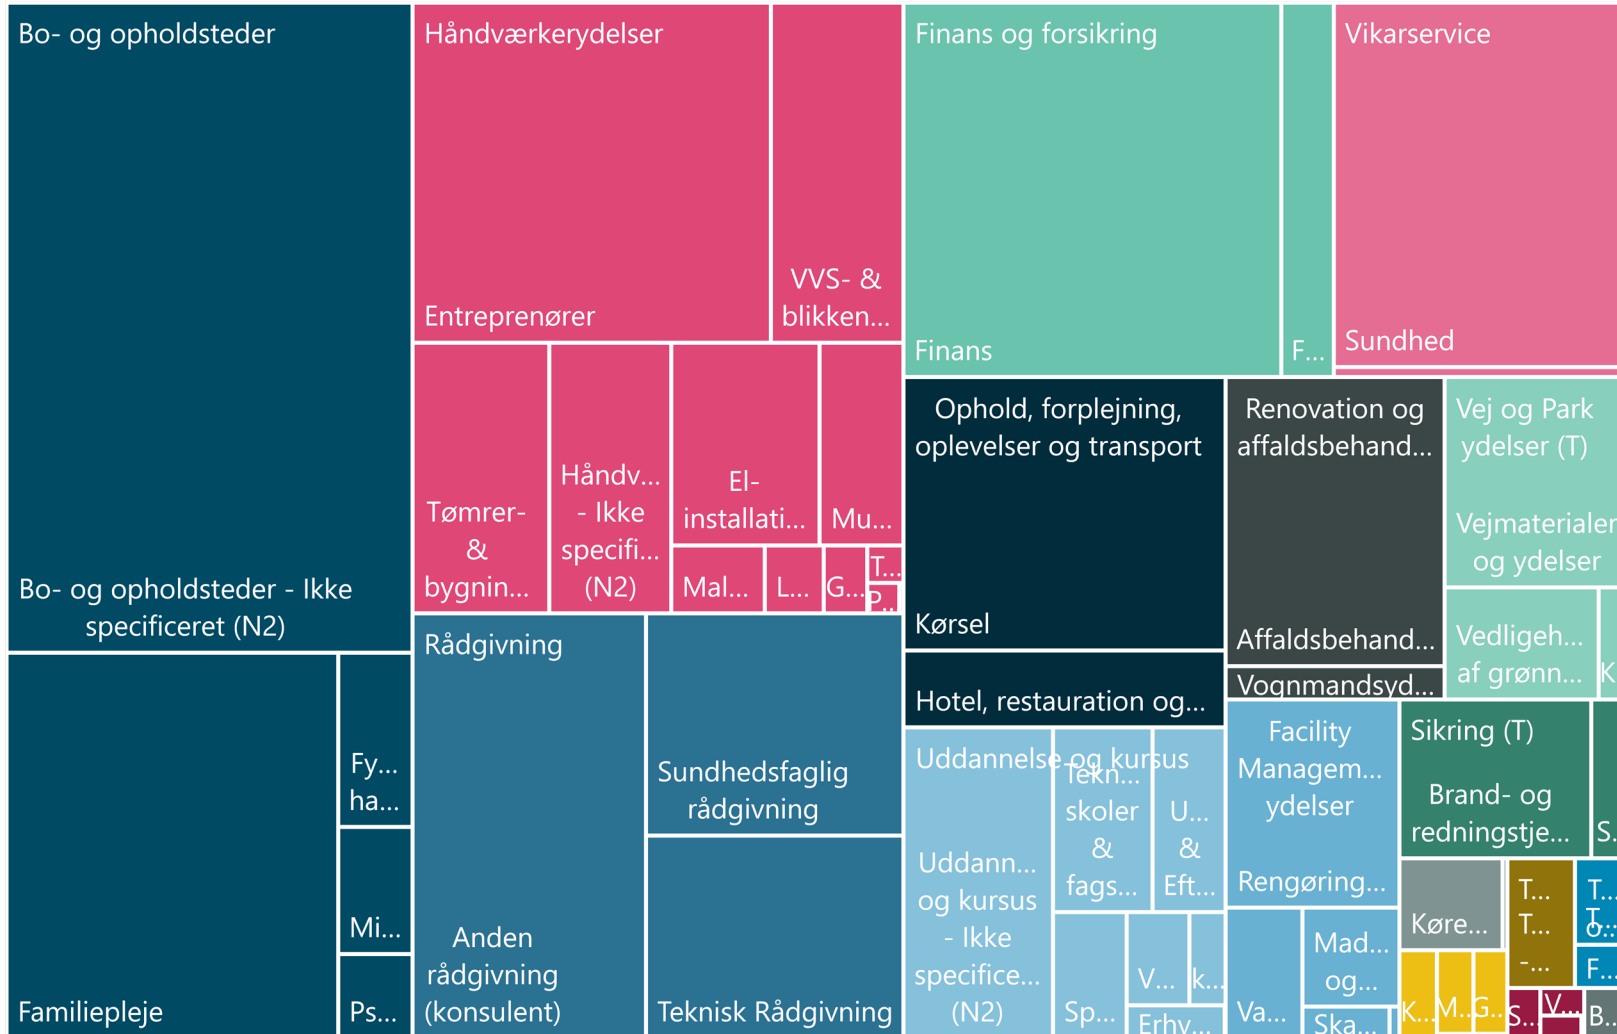 Bo- og opholdsteder
Bo- og opholdsteder - Ikke
specificeret (N2)
Familiepleje
Fy...
ha...
Mi...
Ps...
Håndværkerydelser
Entreprenører
VVS- &
blikken...
Tømrer-
&
bygnin...
Håndv...
- Ikke
specifi...
(N2)
El-
installati...
Mu...
Mal...
L...
G...
T...
P...
Rådgivning
Anden
rådgivning
(konsulent)
Sundhedsfaglig
rådgivning
Teknisk Rådgivning
Finans og forsikring
Finans
F...
Vikarservice
Sundhed
Ophold, forplejning,
oplevelser og transport
Kørsel
Hotel, restauration og...
Renovation og
affaldsbehand...
Affaldsbehand...
Vognmandsyd...
Vej og Park
ydelser (T)
Vejmaterialer
og ydelser
Vedligeh...
af grønn...
K
Uddannelse og kursus
Uddann...
og kursus
- Ikke
specifice...
(N2)
Tekn...
skoler
&
fags...
U...
&
Eft...
Sp...
V...
k...
Erhv...
Facility
Managem...
ydelser
Rengøring...
Va...
Mad...
og...
Ska...
Sikring (T)
Brand- og
redningstje...
S...
Køre...
K...
M...
G...
T...
T...
-...
T...
F...
S...
V...
B...